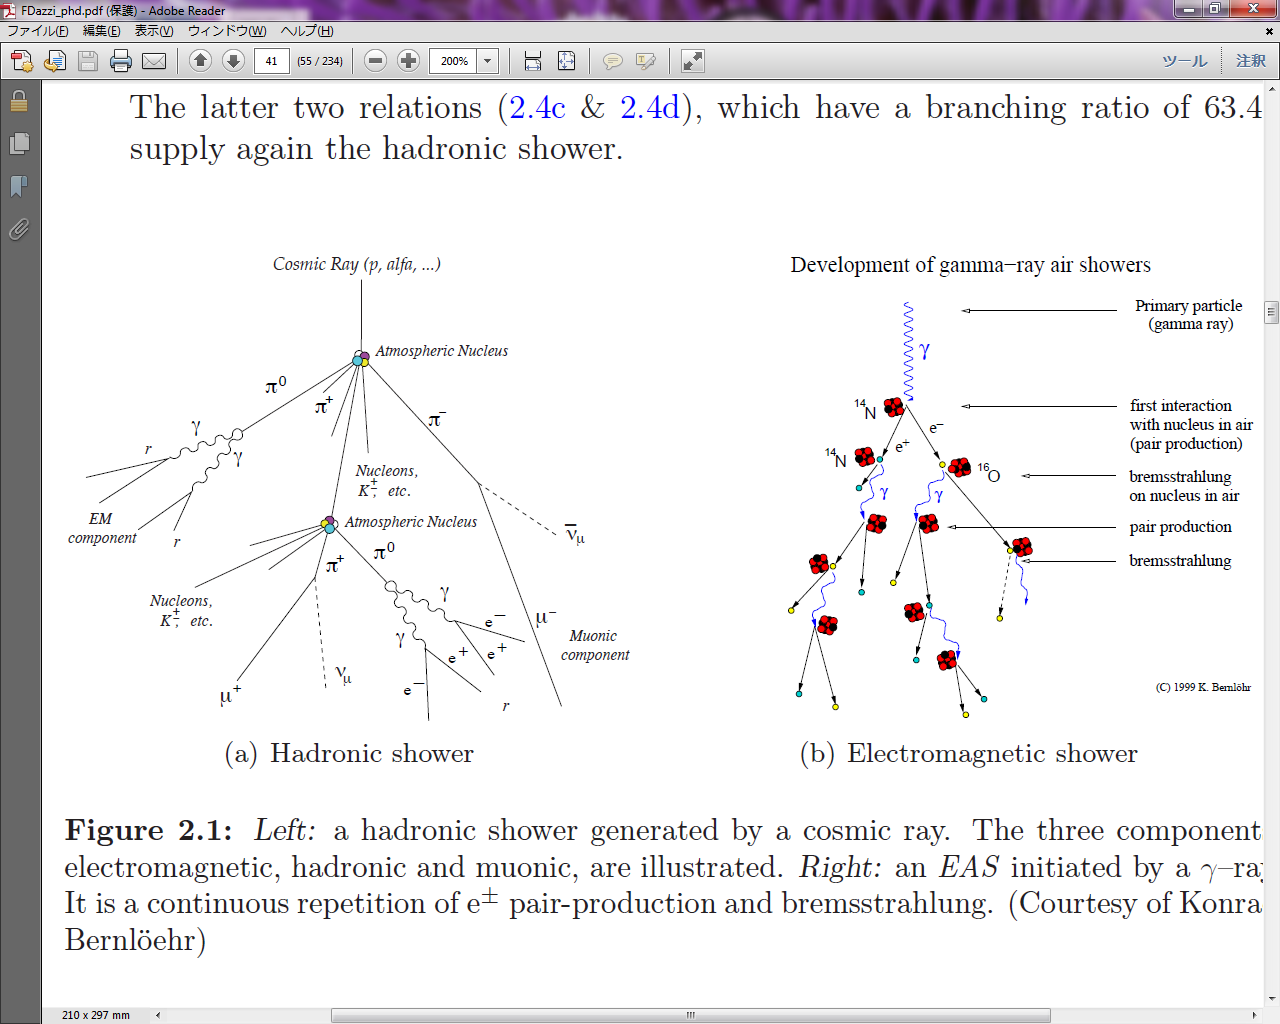 FDazzi_phd.pdf (保護) - Adobe Reader
ファイル(F) 編集(E) 表示(V) ウィンドウ(W) ヘルプ(H)
41 (55 / 234) 200% ツール 注釈
The latter two relations (2.4c & 2.4d), which have a branching ratio of 63.4
supply again the hadronic shower.
Cosmic Ray (p, alfa, ...)
Atmospheric Nucleus
π⁰
π⁺
π⁻
γ
γ
r
Nucleons,
K±, etc.
EM
component
r
Atmospheric Nucleus
ν̄μ
π⁰
π⁺
Nucleons,
K±, etc.
γ
γ
e⁻
e⁺
e⁺
e⁻
μ⁻
Muonic
component
νμ
μ⁺
r
(a) Hadronic shower
Development of gamma-ray air showers
Primary particle
(gamma ray)
γ
¹⁴N
first interaction
with nucleus in air
(pair production)
e⁺
e⁻
¹⁴N
¹⁶O
bremsstrahlung
on nucleus in air
γ
γ
pair production
bremsstrahlung
(C) 1999 K. Bernlöhr
(b) Electromagnetic shower
Figure 2.1: Left: a hadronic shower generated by a cosmic ray. The three component
electromagnetic, hadronic and muonic, are illustrated. Right: an EAS initiated by a γ–ray
It is a continuous repetition of e± pair-production and bremsstrahlung. (Courtesy of Konra
Bernlöehr)
210 x 297 mm